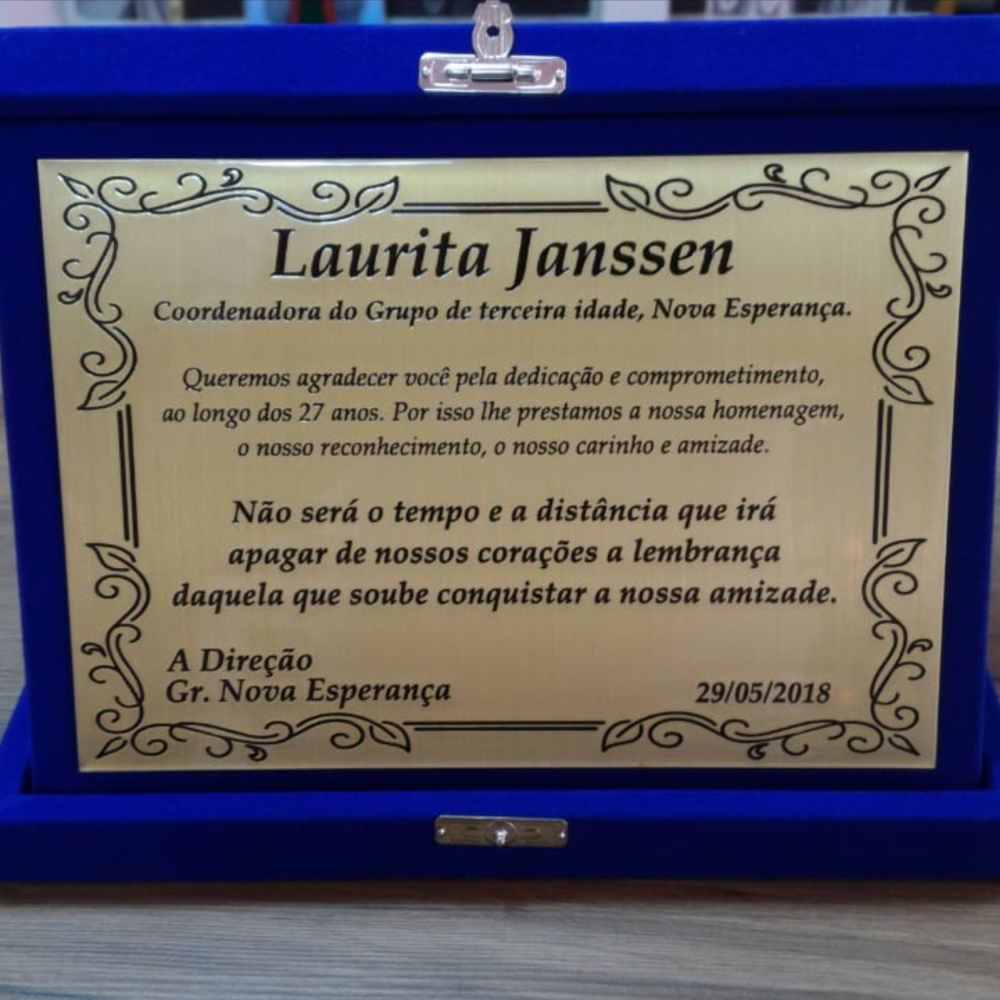 Laurita Janssen
Coordenadora do Grupo de terceira idade, Nova Esperança.
Queremos agradecer você pela dedicação e comprometimento,
ao longo dos 27 anos. Por isso lhe prestamos a nossa homenagem,
o nosso reconhecimento, o nosso carinho e amizade.
Não será o tempo e a distância que irá
apagar de nossos corações a lembrança
daquela que soube conquistar a nossa amizade.
A Direção
Gr. Nova Esperança 29/05/2018